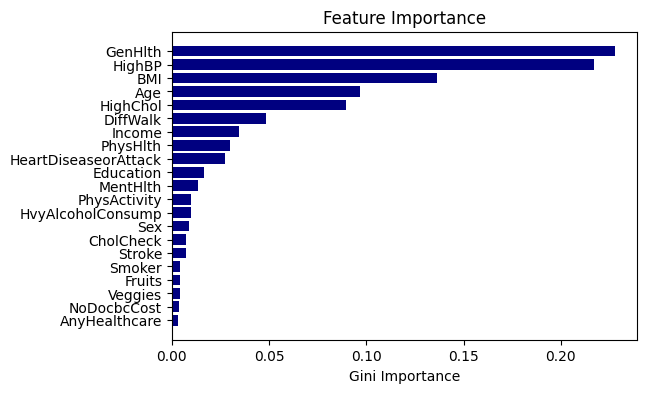 Feature Importance
GenHlth
HighBP
BMI
Age
HighChol
DiffWalk
Income
PhysHlth
HeartDiseaseorAttack
Education
MentHlth
PhysActivity
HvyAlcoholConsump
Sex
CholCheck
Stroke
Smoker
Fruits
Veggies
NoDocbcCost
AnyHealthcare
0.00 0.05 0.10 0.15 0.20
Gini Importance